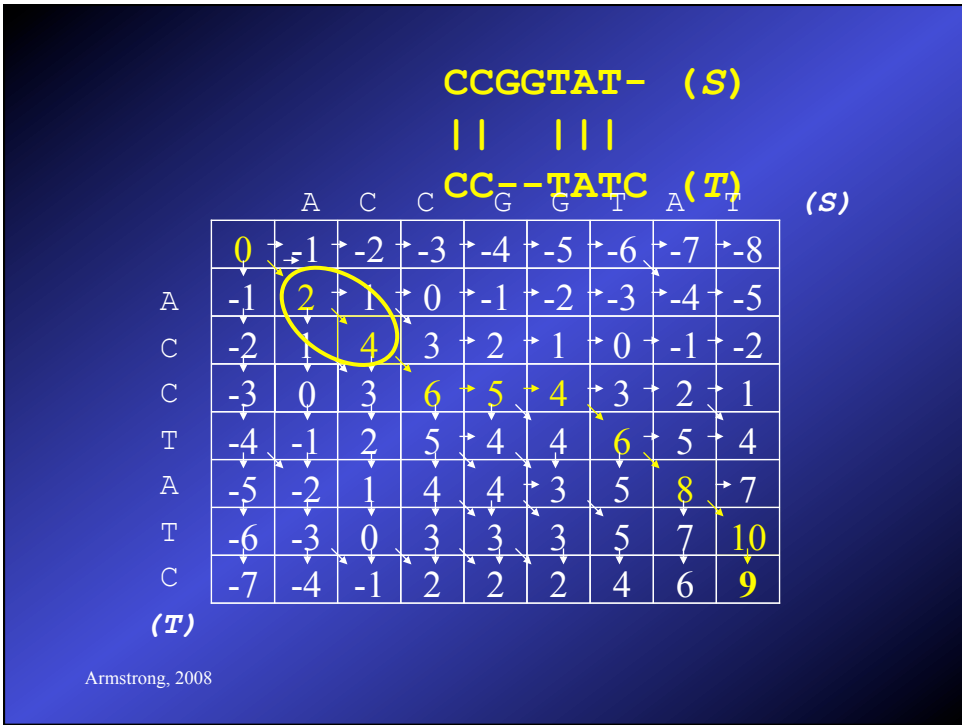 CCGGTAT- (S)
|| |||
CC--TATC (T)
A C C G G T A T (S)
0 -1 -2 -3 -4 -5 -6 -7 -8
A -1 2 1 0 -1 -2 -3 -4 -5
C -2 1 4 3 2 1 0 -1 -2
C -3 0 3 6 5 4 3 2 1
T -4 -1 2 5 4 4 6 5 4
A -5 -2 1 4 4 3 5 8 7
T -6 -3 0 3 3 3 5 7 10
C -7 -4 -1 2 2 2 4 6 9
(T)
Armstrong, 2008